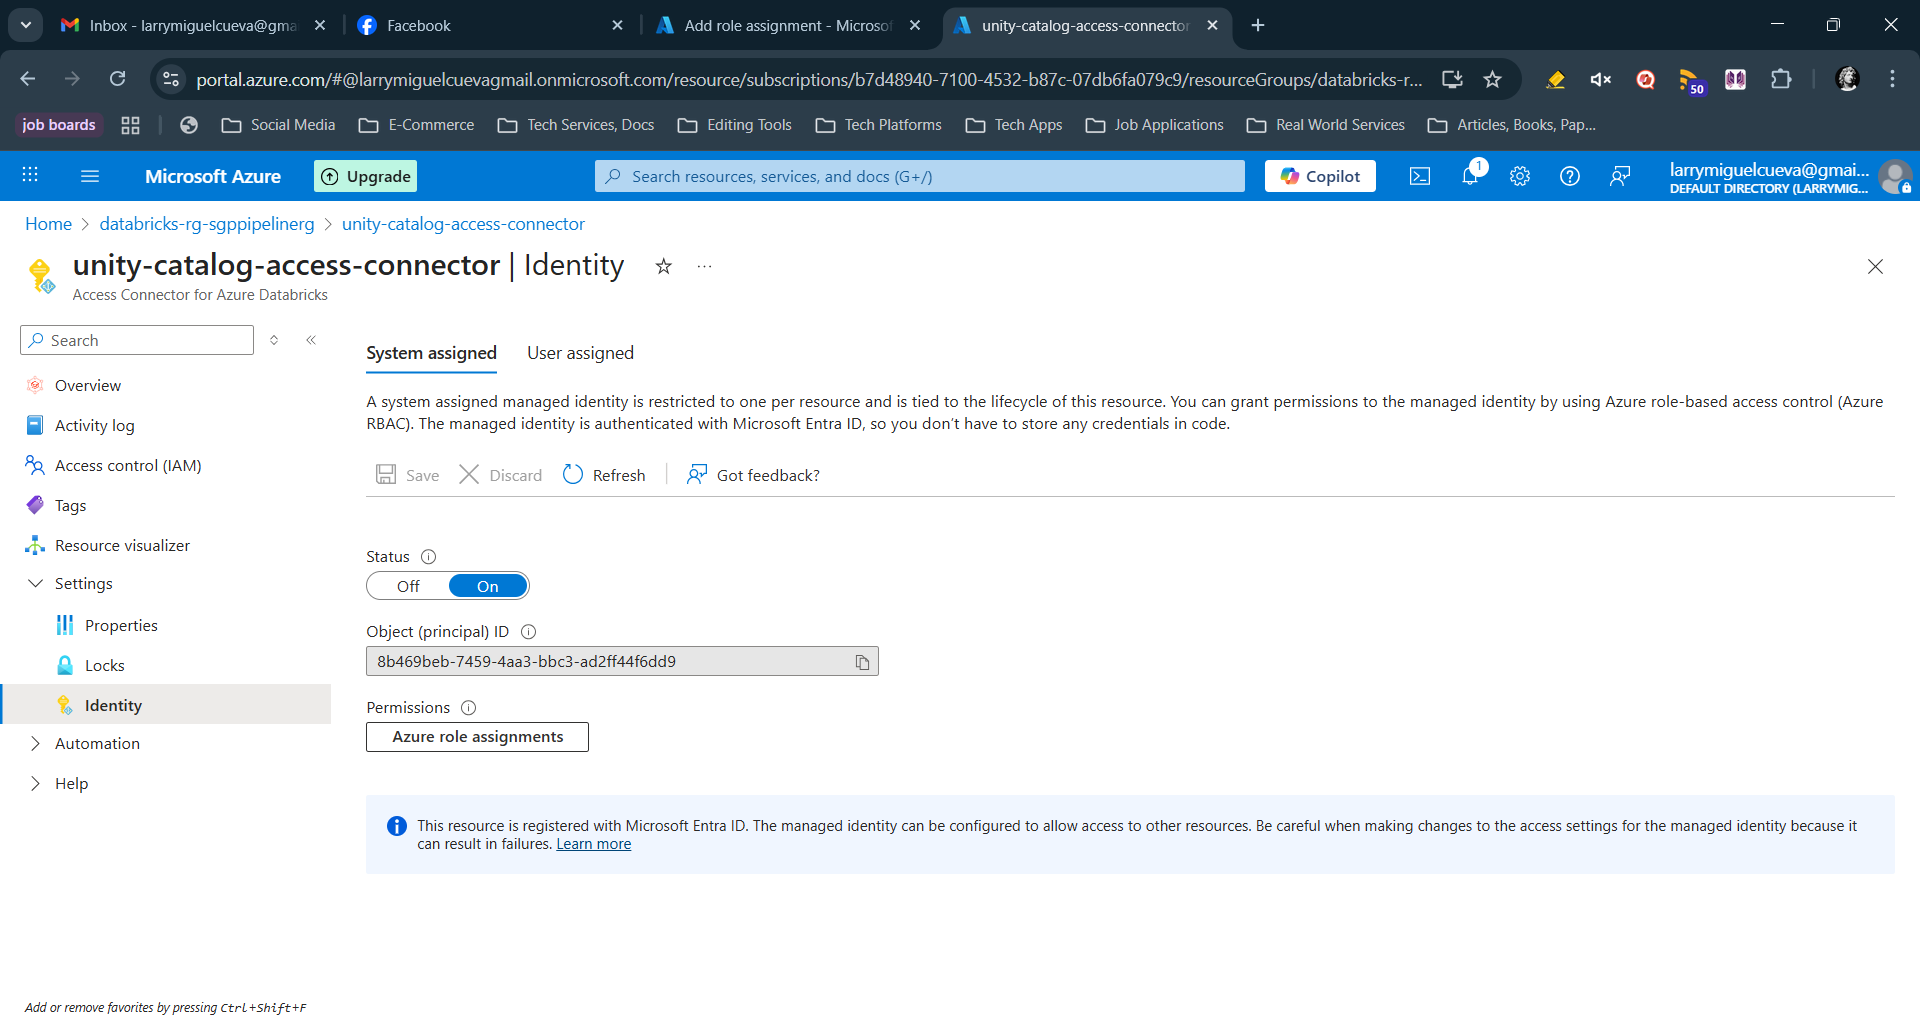 Inbox - larrymiguelcueva@gma
Facebook
Add role assignment - Microsof
unity-catalog-access-connector
portal.azure.com/#@larrymiguelcuevagmail.onmicrosoft.com/resource/subscriptions/b7d48940-7100-4532-b87c-07db6fa079c9/resourceGroups/databricks-r...
50
job boards
Social Media
E-Commerce
Tech Services, Docs
Editing Tools
Tech Platforms
Tech Apps
Job Applications
Real World Services
Articles, Books, Pap...
Microsoft Azure
Upgrade
Search resources, services, and docs (G+/)
Copilot
1
larrymiguelcueva@gmai...
DEFAULT DIRECTORY (LARRYMIG...
Home > databricks-rg-sgppipelinerg > unity-catalog-access-connector
unity-catalog-access-connector | Identity
...
Access Connector for Azure Databricks
Search
Overview
Activity log
Access control (IAM)
Tags
Resource visualizer
Settings
Properties
Locks
Identity
Automation
Help
Add or remove favorites by pressing Ctrl+Shift+F
System assigned
User assigned
A system assigned managed identity is restricted to one per resource and is tied to the lifecycle of this resource. You can grant permissions to the managed identity by using Azure role-based access control (Azure
RBAC). The managed identity is authenticated with Microsoft Entra ID, so you don't have to store any credentials in code.
Save
Discard
Refresh
Got feedback?
Status
Off
On
Object (principal) ID
8b469beb-7459-4aa3-bbc3-ad2ff44f6dd9
Permissions
Azure role assignments
This resource is registered with Microsoft Entra ID. The managed identity can be configured to allow access to other resources. Be careful when making changes to the access settings for the managed identity because it
can result in failures. Learn more